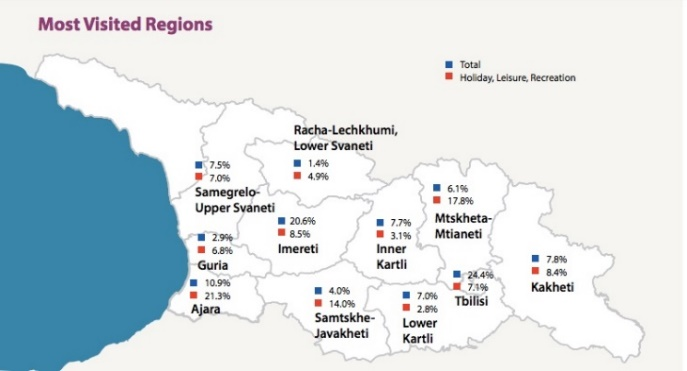 Most Visited Regions
Total
Holiday, Leisure, Recreation
Racha-Lechkhumi,
Lower Svaneti
1.4%
4.9%
7.5%
7.0%
Samegrelo-
Upper Svaneti
6.1%
17.8%
Mtskheta-
Mtianeti
20.6%
8.5%
Imereti
7.7%
3.1%
Inner
Kartli
2.9%
6.8%
Guria
7.8%
8.4%
Kakheti
24.4%
7.1%
Tbilisi
10.9%
21.3%
Ajara
4.0%
14.0%
Samtskhe-
Javakheti
7.0%
2.8%
Lower
Kartli